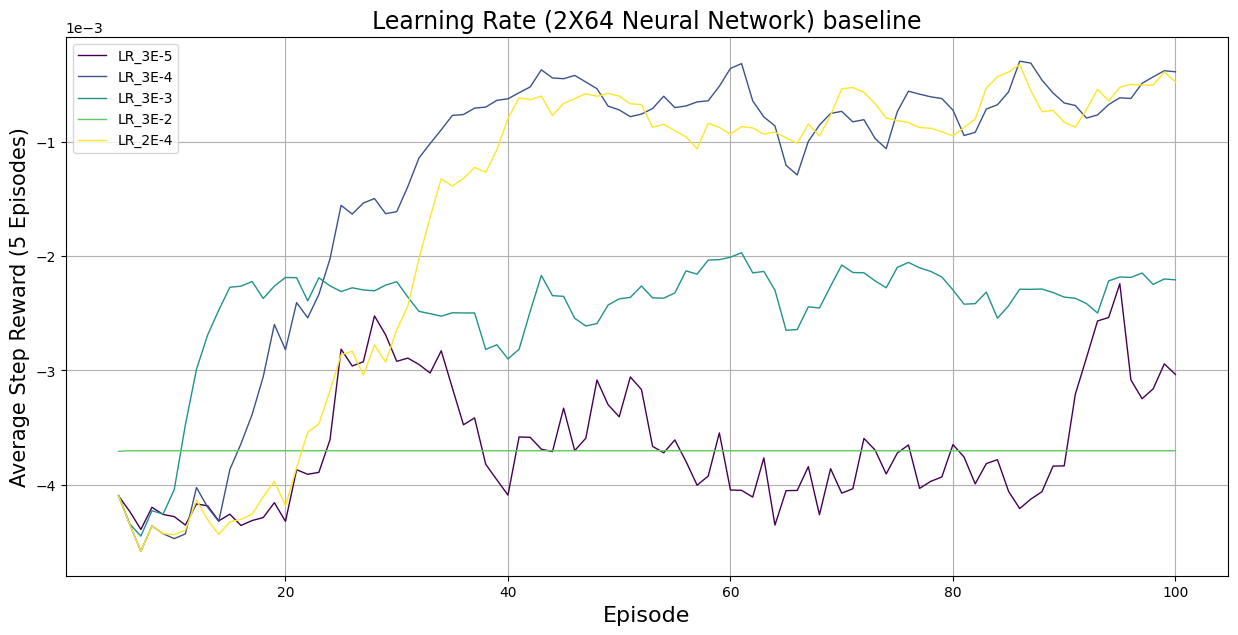 Learning Rate (2X64 Neural Network) baseline
1e−3
LR_3E-5
LR_3E-4
LR_3E-3
LR_3E-2
LR_2E-4
−1
−2
−3
−4
Average Step Reward (5 Episodes)
20 40 60 80 100
Episode